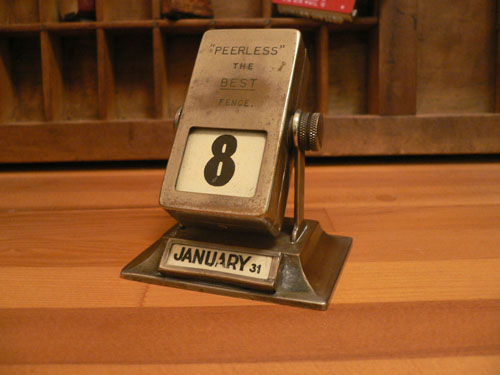 "PEERLESS"
THE
BEST
FENCE.
8
JANUARY 31